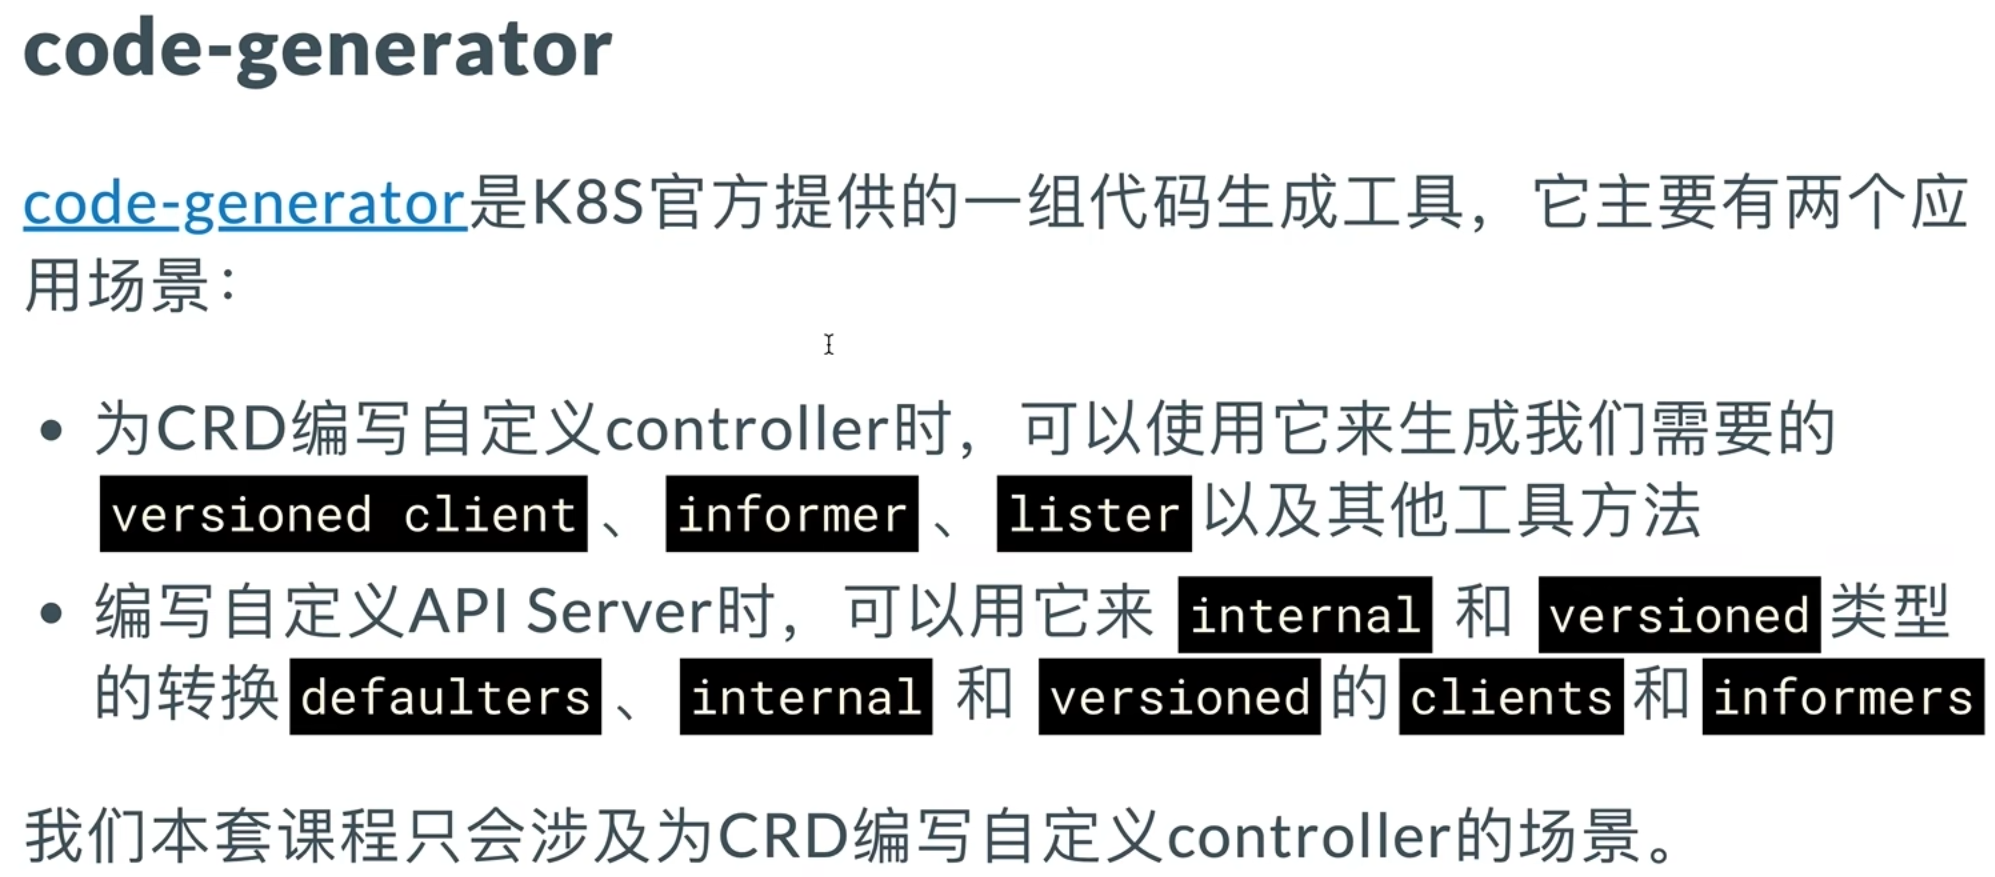 code-generator
code-generator是K8S官方提供的一组代码生成工具，它主要有两个应
用场景：
• 为CRD编写自定义controller时，可以使用它来生成我们需要的
versioned client 、 informer 、 lister 以及其他工具方法
• 编写自定义API Server时，可以用它来 internal 和 versioned 类型
的转换 defaulters 、 internal 和 versioned 的 clients 和 informers
我们本套课程只会涉及为CRD编写自定义controller的场景。